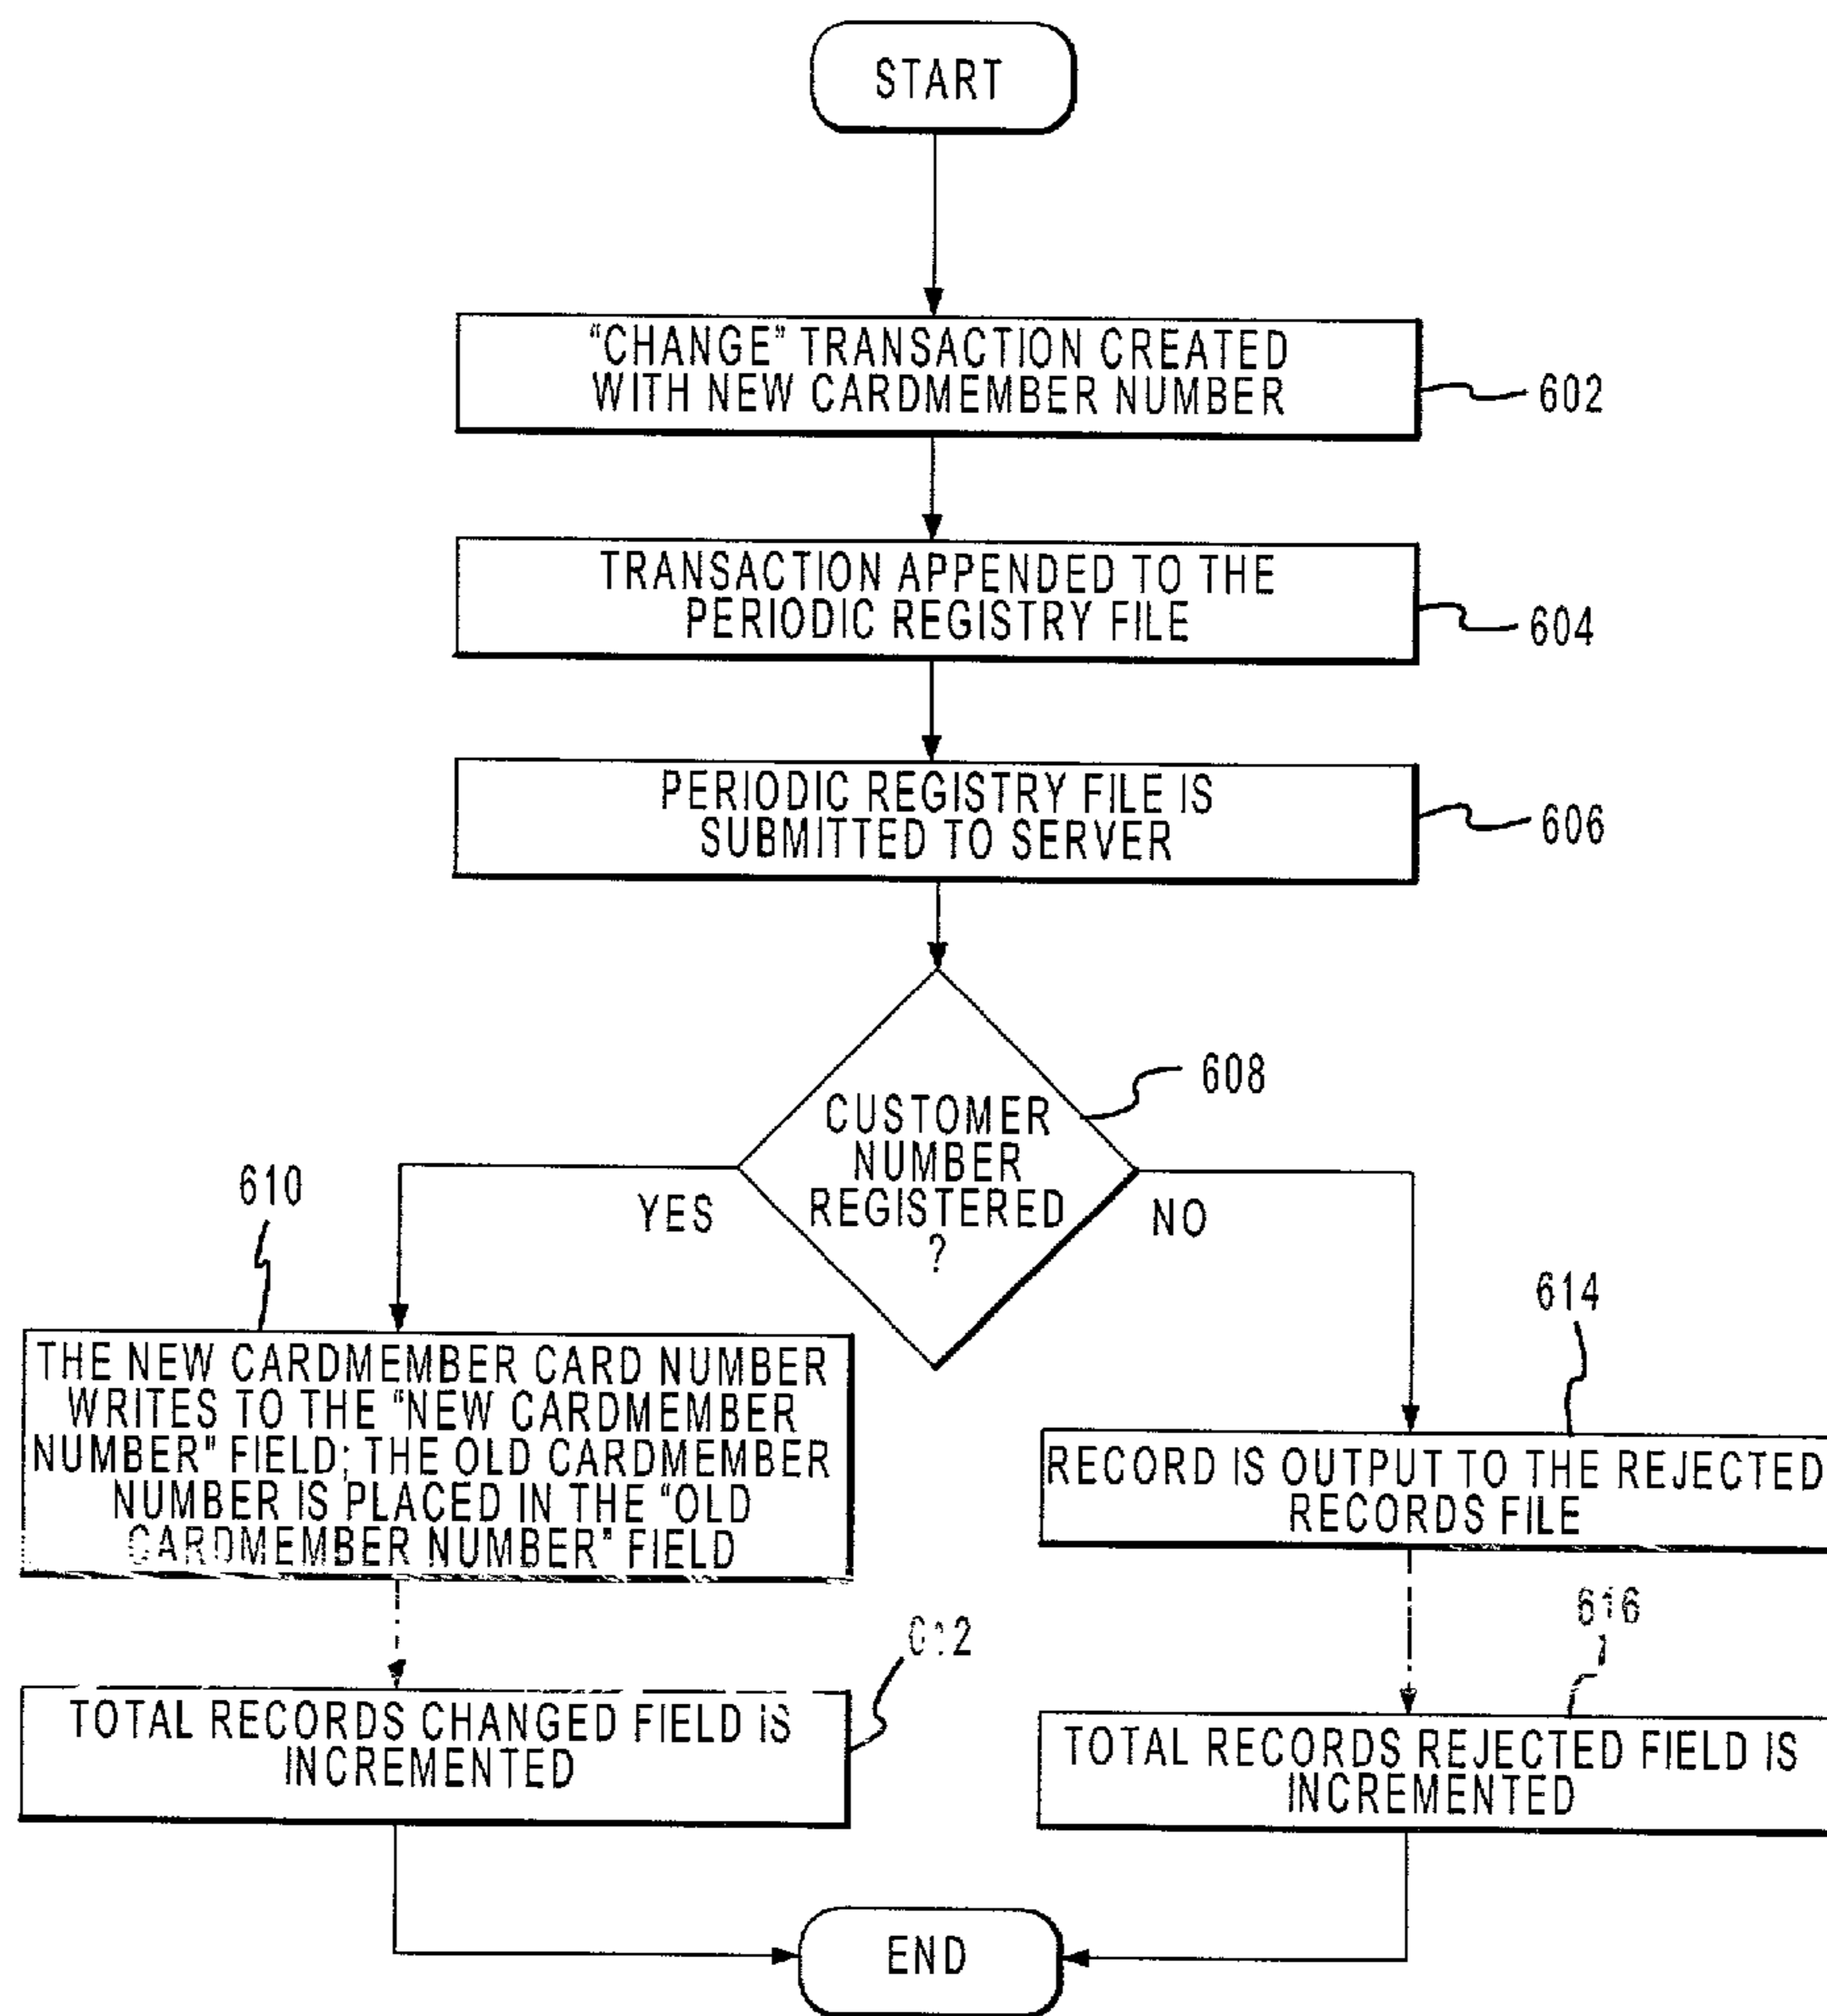 START
“CHANGE” TRANSACTION CREATED
WITH NEW CARDMEMBER NUMBER
602
TRANSACTION APPENDED TO THE
PERIODIC REGISTRY FILE
604
PERIODIC REGISTRY FILE IS
SUBMITTED TO SERVER
606
608
CUSTOMER
NUMBER
REGISTERED
?
YES
NO
610
THE NEW CARDMEMBER CARD NUMBER
WRITES TO THE “NEW CARDMEMBER
NUMBER” FIELD; THE OLD CARDMEMBER
NUMBER IS PLACED IN THE “OLD
CARDMEMBER NUMBER” FIELD
614
RECORD IS OUTPUT TO THE REJECTED
RECORDS FILE
612
TOTAL RECORDS CHANGED FIELD IS
INCREMENTED
616
TOTAL RECORDS REJECTED FIELD IS
INCREMENTED
END